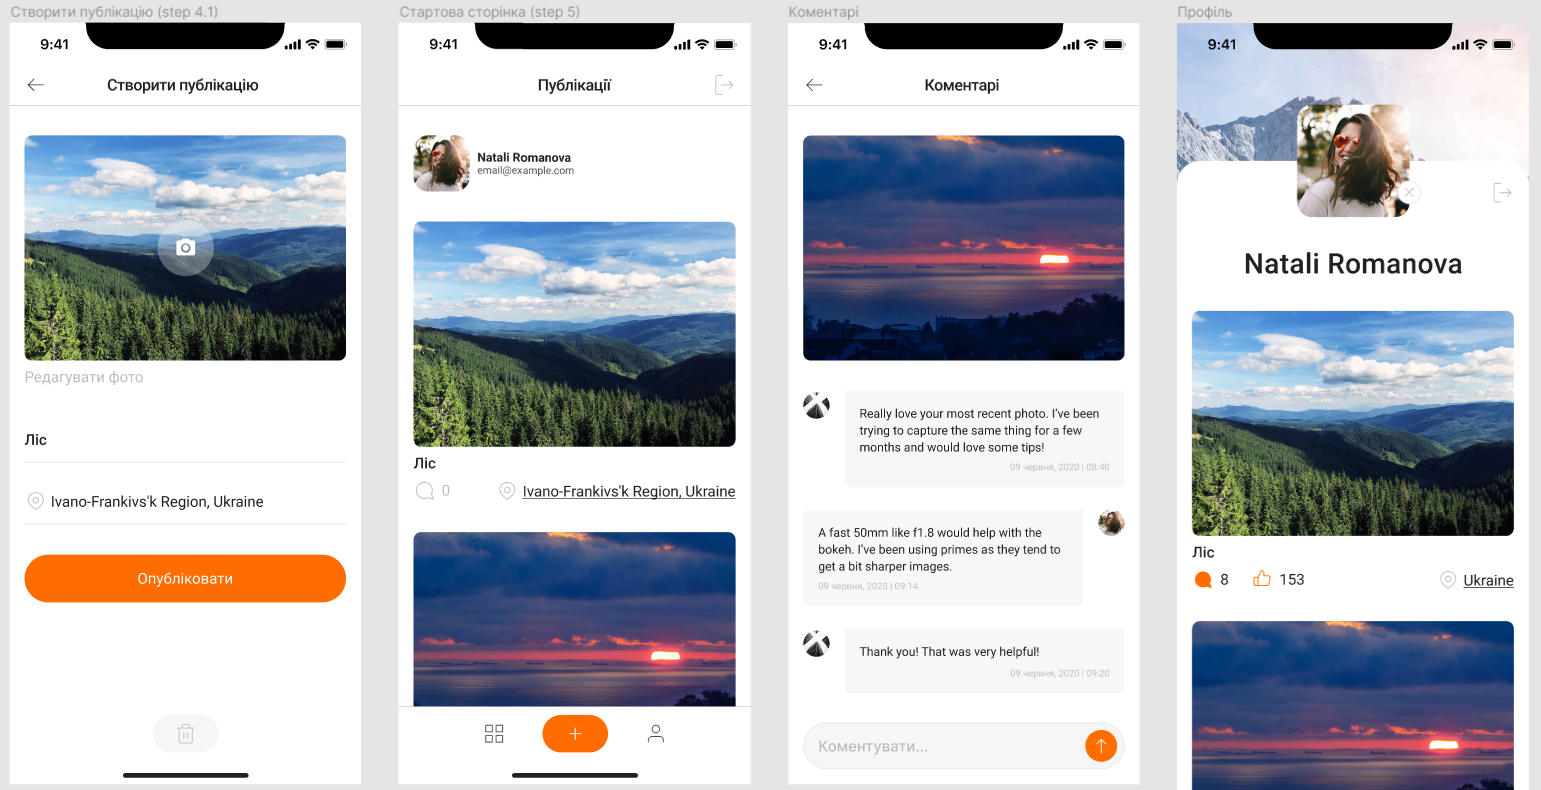 Створити публікацію (step 4.1)
9:41
Створити публікацію
Редагувати фото
Ліс
Ivano-Frankivs'k Region, Ukraine
Опубліковати
Стартова сторінка (step 5)
9:41
Публікації
Natali Romanova
email@example.com
Ліс
0
Ivano-Frankivs'k Region, Ukraine
Коментарі
9:41
Коментарі
Really love your most recent photo. I’ve been
trying to capture the same thing for a few
months and would love some tips!
09 червня, 2020 | 08:40
A fast 50mm like f1.8 would help with the
bokeh. I’ve been using primes as they tend to
get a bit sharper images.
09 червня, 2020 | 09:14
Thank you! That was very helpful!
09 червня, 2020 | 09:20
Коментувати...
Профіль
9:41
Natali Romanova
Ліс
8
153
Ukraine